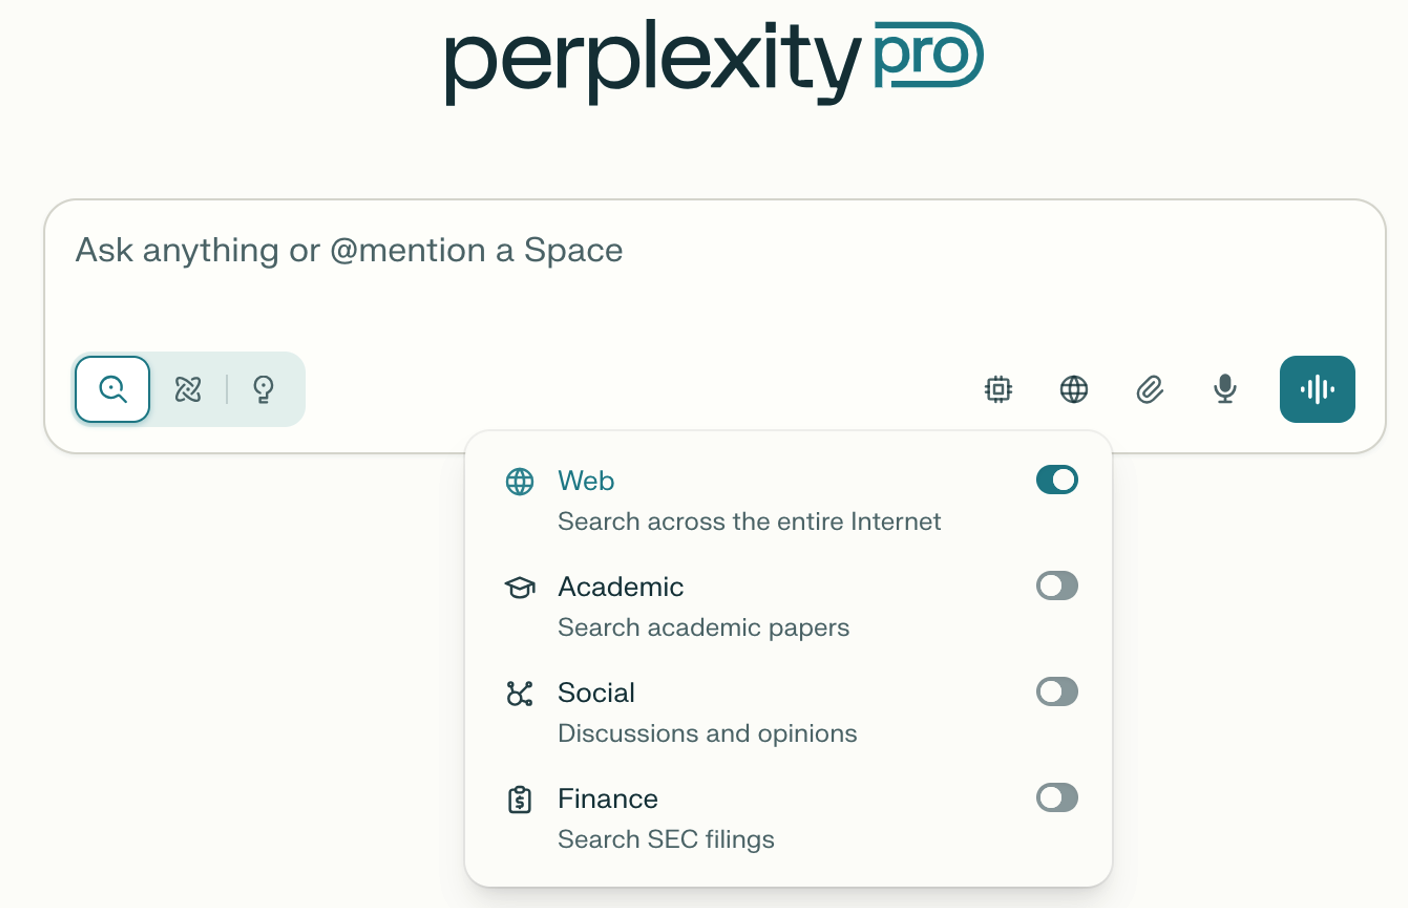 perplexity pro
Ask anything or @mention a Space
Web
Search across the entire Internet
Academic
Search academic papers
Social
Discussions and opinions
Finance
Search SEC filings